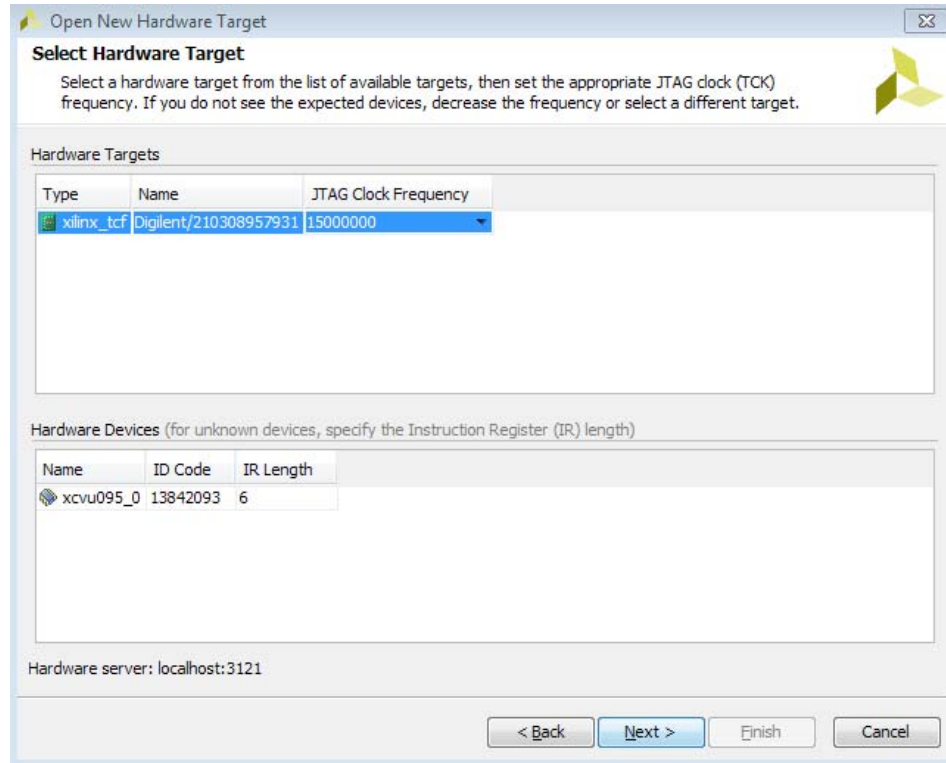 Open New Hardware Target
Select Hardware Target
Select a hardware target from the list of available targets, then set the appropriate JTAG clock (TCK)
frequency. If you do not see the expected devices, decrease the frequency or select a different target.
Hardware Targets
Type Name JTAG Clock Frequency
xilinx_tcf Digilent/210308957931 15000000
Hardware Devices (for unknown devices, specify the Instruction Register (IR) length)
Name ID Code IR Length
xcvu095_0 13842093 6
Hardware server: localhost:3121
< Back Next > Finish Cancel